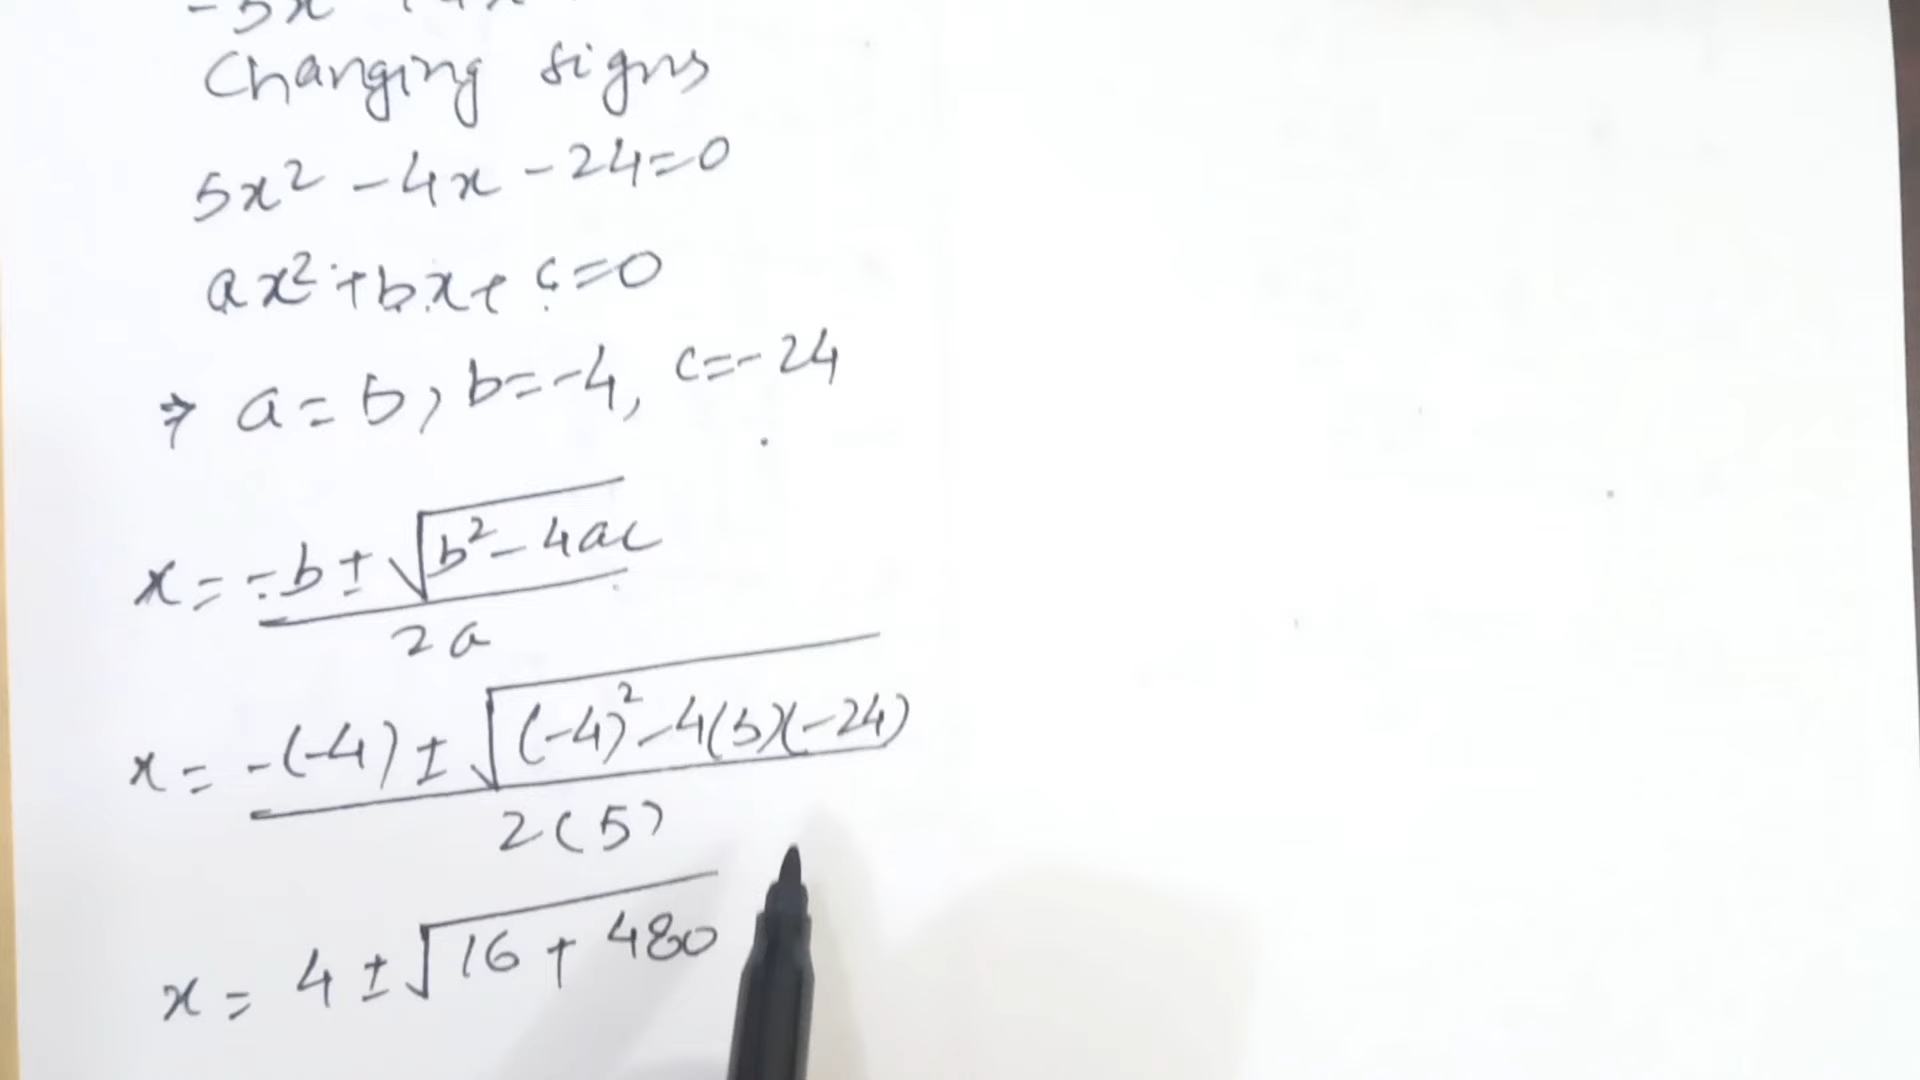 Changing signs
5x² - 4x - 24 = 0
ax² + bx + c = 0
⇒ a = 5, b = -4, c = -24
x = -b ± √(b² - 4ac) / 2a
x = -(-4) ± √((-4)² - 4(5)(-24)) / 2(5)
x = 4 ± √(16 + 480)